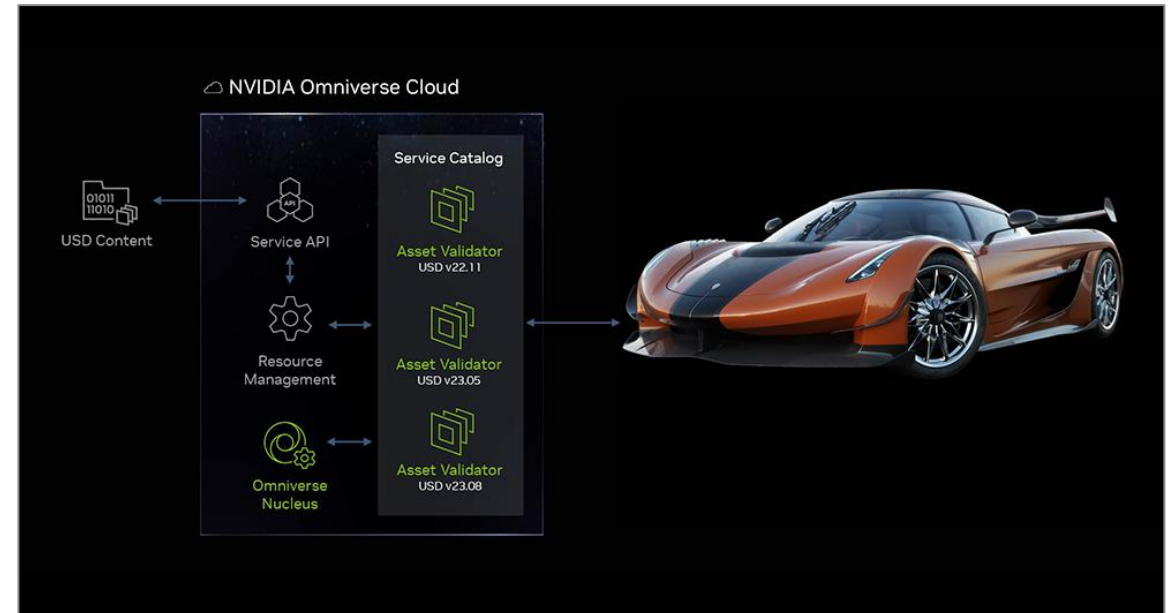 NVIDIA Omniverse Cloud
Service Catalog
01011
11010
USD Content
API
Service API
Asset Validator
USD v22.11
Resource
Management
Asset Validator
USD v23.05
Omniverse
Nucleus
Asset Validator
USD v23.08